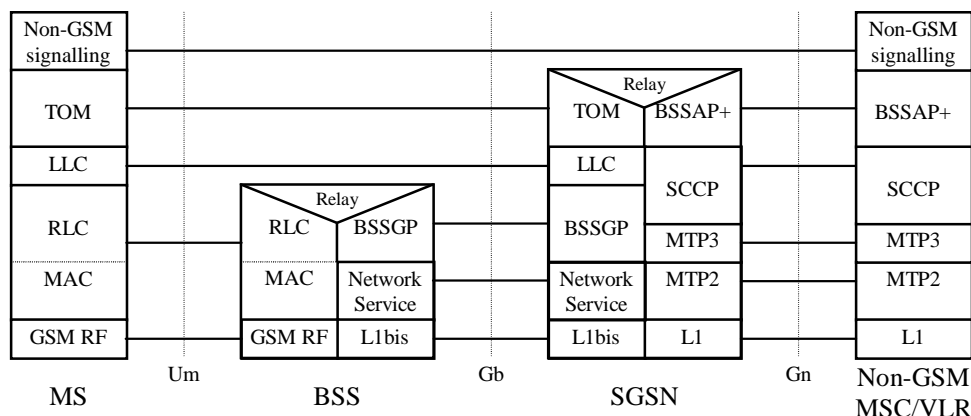 Non-GSM
signalling
Non-GSM
signalling
Relay
TOM
TOM
BSSAP+
BSSAP+
LLC
LLC
SCCP
SCCP
Relay
RLC
RLC
BSSGP
BSSGP
MTP3
MTP3
MAC
MAC
Network
Service
Network
Service
MTP2
MTP2
GSM RF
GSM RF
L1bis
L1bis
L1
L1
Um
Gb
Gn
MS
BSS
SGSN
Non-GSM
MSC/VLR